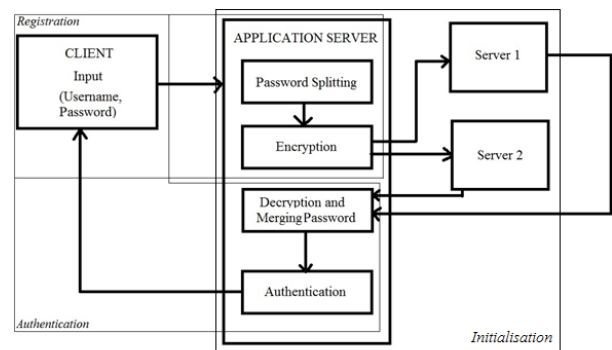 Registration
CLIENT
Input
(Username,
Password)
APPLICATION SERVER
Password Splitting
Encryption
Server 1
Server 2
Decryption and
Merging Password
Authentication
Authentication
Initialisation